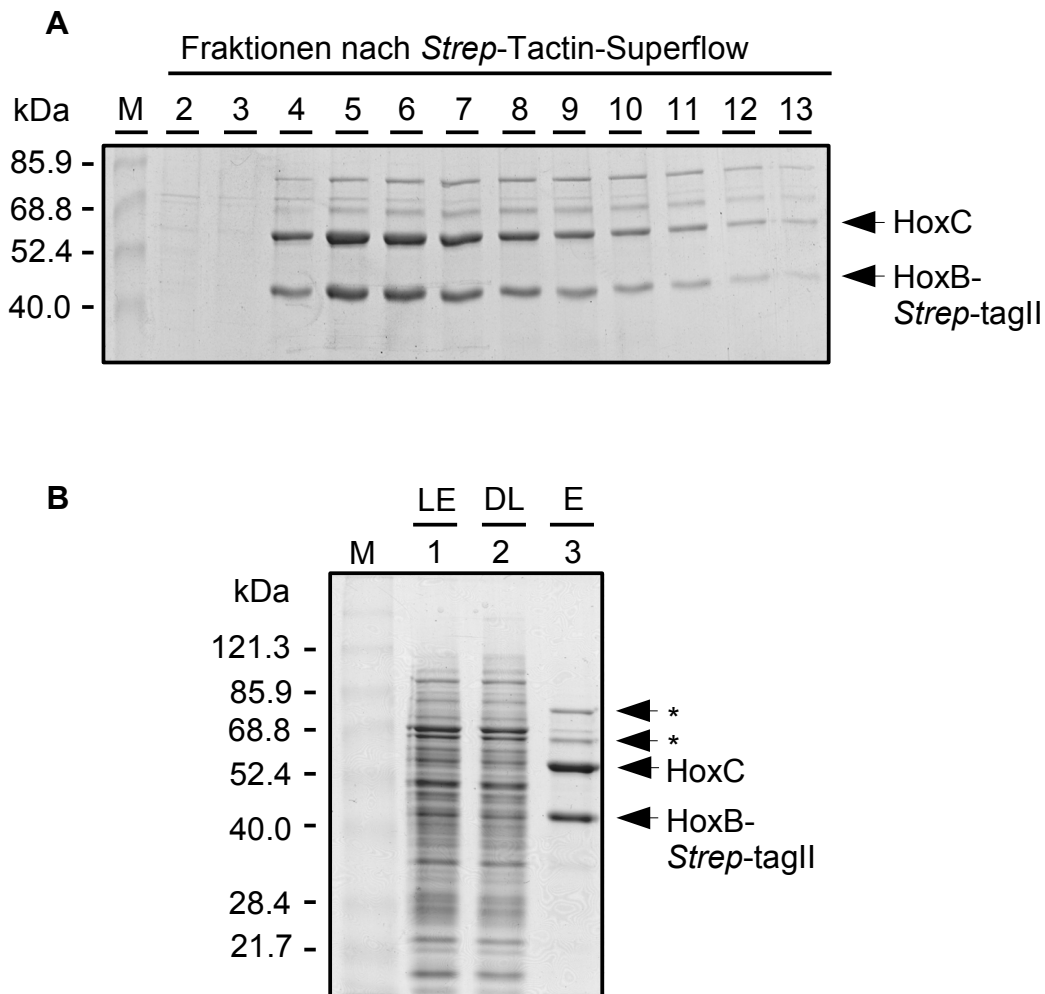 A
Fraktionen nach Strep-Tactin-Superflow
kDa M 2 3 4 5 6 7 8 9 10 11 12 13
85.9
68.8
52.4
40.0
HoxC
HoxB-
Strep-tagII
B
LE DL E
M 1 2 3
kDa
121.3
85.9
68.8
52.4
40.0
28.4
21.7
*
*
HoxC
HoxB-
Strep-tagII